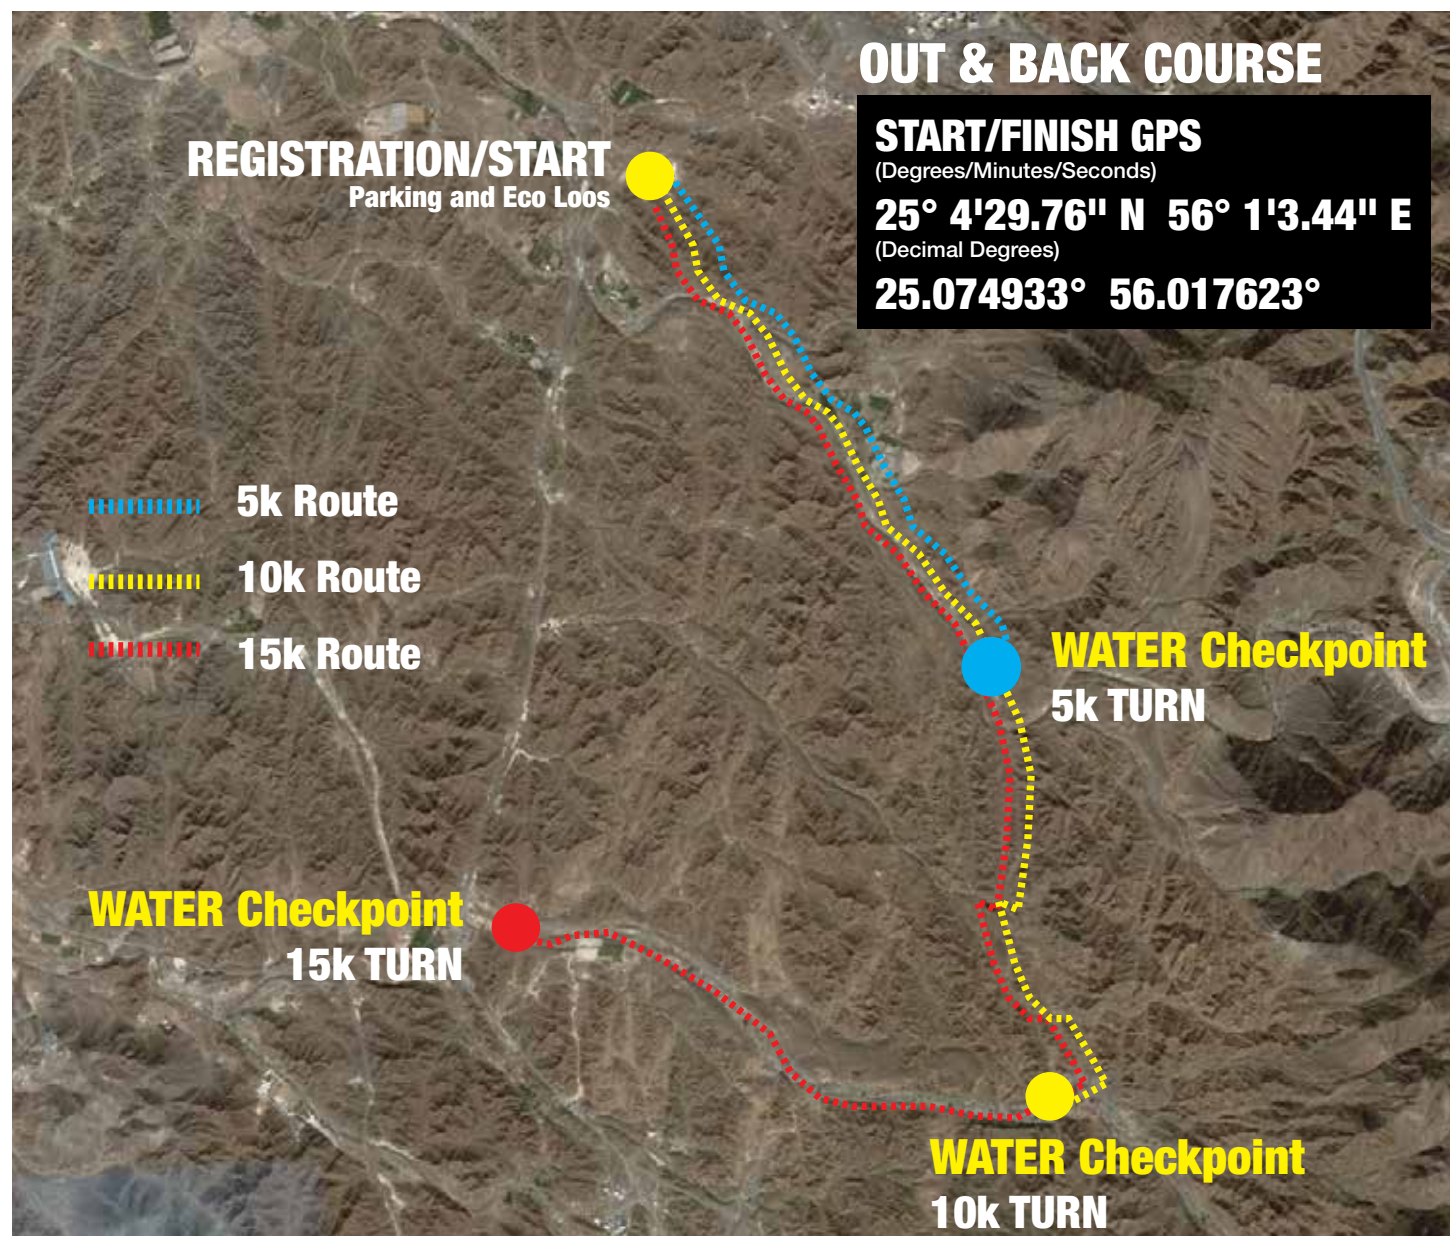 OUT & BACK COURSE
START/FINISH GPS
(Degrees/Minutes/Seconds)
25° 4'29.76" N 56° 1'3.44" E
(Decimal Degrees)
25.074933° 56.017623°
REGISTRATION/START
Parking and Eco Loos
5k Route
10k Route
15k Route
WATER Checkpoint
5k TURN
WATER Checkpoint
15k TURN
WATER Checkpoint
10k TURN